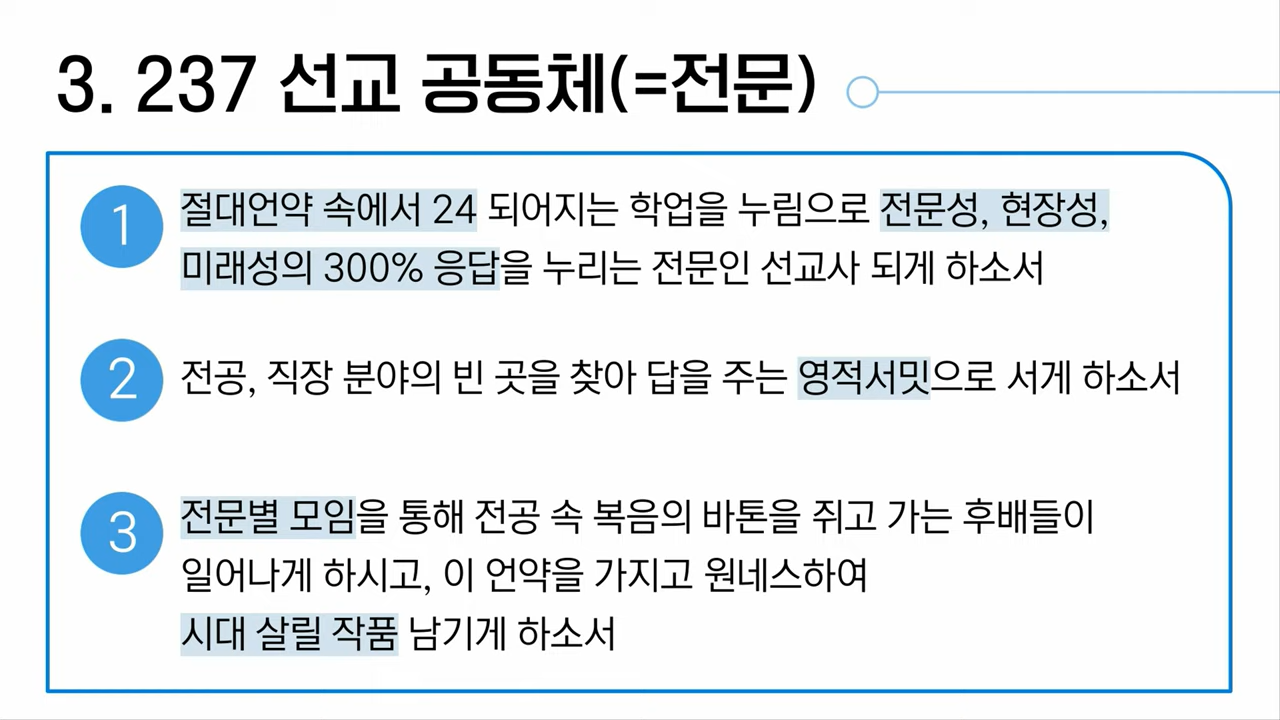 3. 237 선교 공동체(=전문)
1
절대언약 속에서 24 되어지는 학업을 누림으로 전문성, 현장성,
미래성의 300% 응답을 누리는 전문인 선교사 되게 하소서
2
전공, 직장 분야의 빈 곳을 찾아 답을 주는 영적서밋으로 서게 하소서
3
전문별 모임을 통해 전공 속 복음의 바톤을 쥐고 가는 후배들이
일어나게 하시고, 이 언약을 가지고 원네스하여
시대 살릴 작품 남기게 하소서